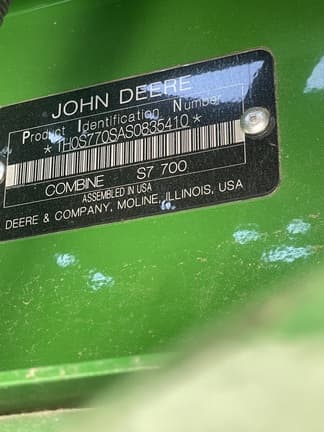 JOHN DEERE
Product Identification Number
*1H0S770SAS0835410*
COMBINE S7 700
ASSEMBLED IN USA
DEERE & COMPANY, MOLINE, ILLINOIS, USA